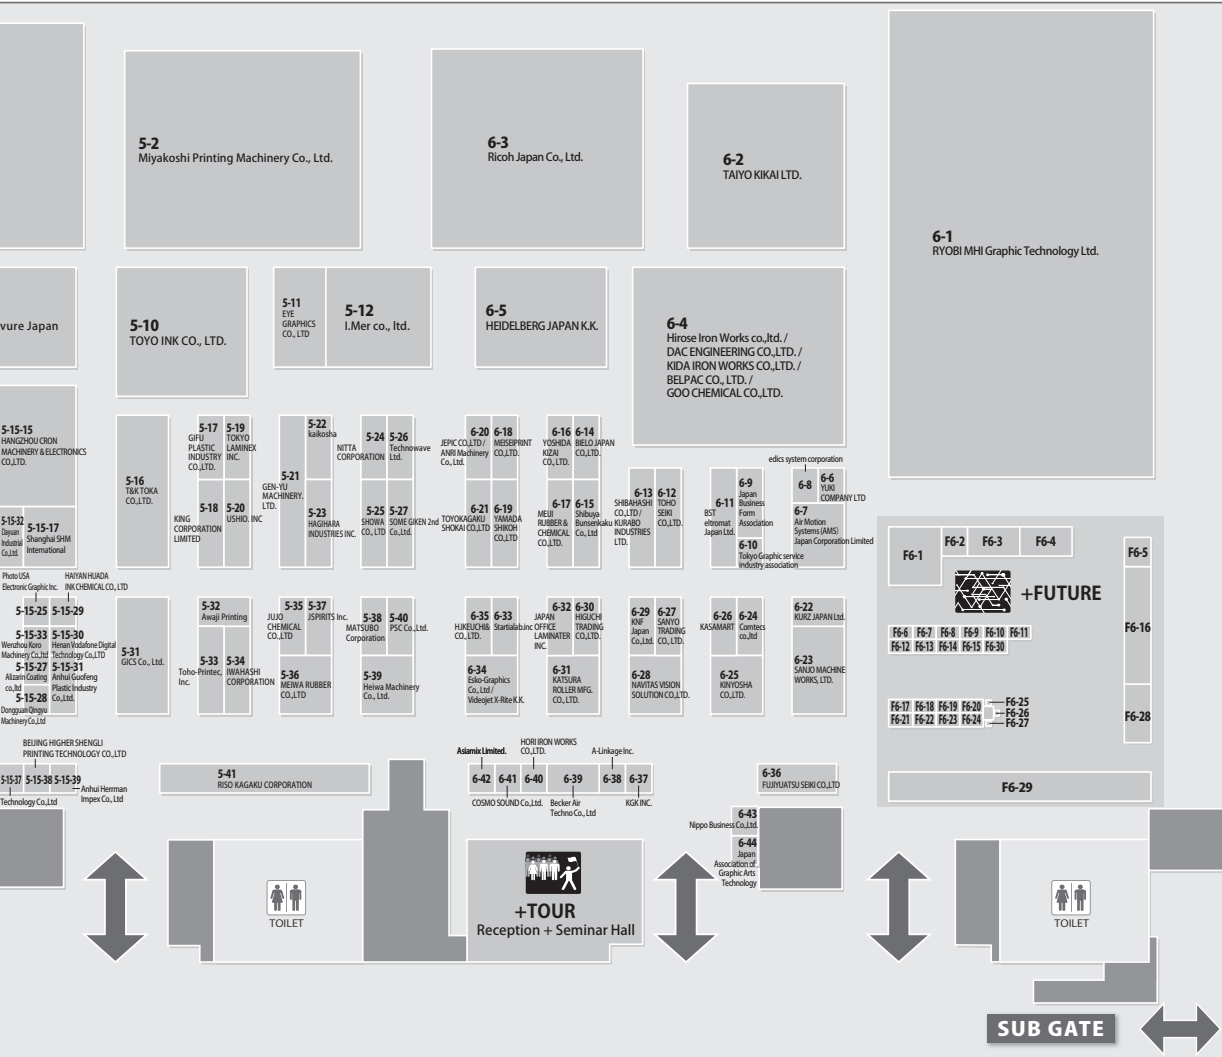 5-2
Miyakoshi Printing Machinery Co., Ltd.
6-3
Ricoh Japan Co., Ltd.
6-2
TAIYO KIKAI LTD.
6-1
RYOBI MHI Graphic Technology Ltd.
vure Japan
5-10
TOYO INK CO., LTD.
5-11
EYE
GRAPHICS
CO., LTD
5-12
I.Mer co., ltd.
6-5
HEIDELBERG JAPAN K.K.
6-4
Hirose Iron Works co.,ltd. /
DAC ENGINEERING CO.,LTD. /
KIDA IRON WORKS CO.,LTD. /
BELPAC CO., LTD. /
GOO CHEMICAL CO.,LTD.
5-15-15
HANGZHOU CRON
MACHINERY & ELECTRONICS
CO.,LTD.
5-15-32
Dayuan
Industrial
Co.,Ltd.
5-15-17
Shanghai SHM
International
5-16
T&K TOKA
CO.,LTD.
5-17
GIFU
PLASTIC
INDUSTRY
CO.,LTD.
5-19
TOKYO
LAMINEX
INC.
5-18
KING
CORPORATION
LIMITED
5-20
USHIO. INC
5-21
GEN-YU
MACHINERY.
LTD.
5-22
kaikosha
5-23
HAGIHARA
INDUSTRIES INC.
5-24
NITTA
CORPORATION
5-26
Technowave
Ltd.
5-25
SHOWA
CO., LTD
5-27
SOME GIKEN 2nd
Co.,Ltd.
6-20
JEPIC CO.,LTD /
ANRI Machinery
Co., Ltd.
6-18
MEISEIPRINT
CO.,LTD.
6-21
TOYOKAGAKU
SHOKAI CO.,LTD
6-19
YAMADA
SHIKOH
CO.,LTD
6-16
YOSHIDA
KIZAI
CO., LTD.
6-14
BIELO JAPAN
CO.,LTD.
6-17
MEIJI
RUBBER &
CHEMICAL
CO.,LTD.
6-15
Shibuya
Bunsenkaku
Co., Ltd
6-13
SHIBAHASHI
CO.,LTD /
KURABO
INDUSTRIES
LTD.
6-12
TOHO
SEIKI
CO.,LTD.
6-11
BST
eltromat
Japan Ltd.
6-9
Japan
Business
Form
Association
6-10
Tokyo Graphic service
industry association
edics system corporation
6-8
6-6
YUKI
COMPANY LTD
6-7
Air Motion
Systems (AMS)
Japan Corporation Limited
F6-1
F6-2
F6-3
F6-4
F6-5
+FUTURE
F6-6 F6-7 F6-8 F6-9 F6-10 F6-11
F6-12 F6-13 F6-14 F6-15 F6-30
F6-16
F6-17 F6-18 F6-19 F6-20
F6-21 F6-22 F6-23 F6-24
F6-25
F6-26
F6-27
F6-28
F6-29
Photo USA
Electronic Graphic Inc.
HAIYAN HUADA
INK CHEMICAL CO., LTD
5-15-25
5-15-29
5-15-33
Wenzhou Koro
Machinery Co.,ltd
5-15-30
Henan Vodafone Digital
Technology Co.,LTD
5-15-27
Alizarin Coating
co.,ltd
5-15-31
Anhui Guofeng
Plastic Industry
Co.,Ltd.
5-15-28
Dongguan Qingyu
Machinery Co.,Ltd
5-31
GICS Co., Ltd.
5-32
Awaji Printing
5-33
Toho-Printec,
Inc.
5-34
IWAHASHI
CORPORATION
5-35
JUJO
CHEMICAL
CO.,LTD
5-37
JSPIRITS Inc.
5-36
MEIWA RUBBER
CO.,LTD
5-38
MATSUBO
Corporation
5-40
PSC Co., Ltd.
5-39
Heiwa Machinery
Co., Ltd.
6-35
H.IKEUCHI&
CO.,LTD.
6-33
Startialab.inc
6-34
Esko-Graphics
Co., Ltd /
Videojet X-Rite K.K.
6-32
JAPAN
OFFICE
LAMINATER
INC.
6-30
HIGUCHI
TRADING
CO.,LTD.
6-31
KATSURA
ROLLER MFG.
CO., LTD.
6-29
KNF
Japan
Co.,Ltd.
6-27
SANYO
TRADING
CO., LTD.
6-28
NAVITAS VISION
SOLUTION CO.,LTD.
6-26
KASAMART
6-24
Comtecs
co.,ltd
6-25
KINYOSHA
CO.,LTD.
6-22
KURZ JAPAN Ltd.
6-23
SANJO MACHINE
WORKS, LTD.
BEIJING HIGHER SHENGLI
PRINTING TECHNOLOGY CO., LTD
5-15-37
5-15-38
5-15-39
Technology Co.,Ltd
Anhui Herrman
Impex Co., Ltd
5-41
RISO KAGAKU CORPORATION
Asiamix Limited.
HORI IRON WORKS
CO.,LTD.
A-Linkage Inc.
6-42
6-41
6-40
6-39
6-38
6-37
COSMO SOUND Co.,Ltd.
Becker Air
Techno Co., Ltd
KGK INC.
6-36
FUJIYUATSU SEIKI CO.,LTD
6-43
Nippo Business Co.,Ltd.
6-44
Japan
Association of
Graphic Arts
Technology
TOILET
+TOUR
Reception + Seminar Hall
TOILET
SUB GATE